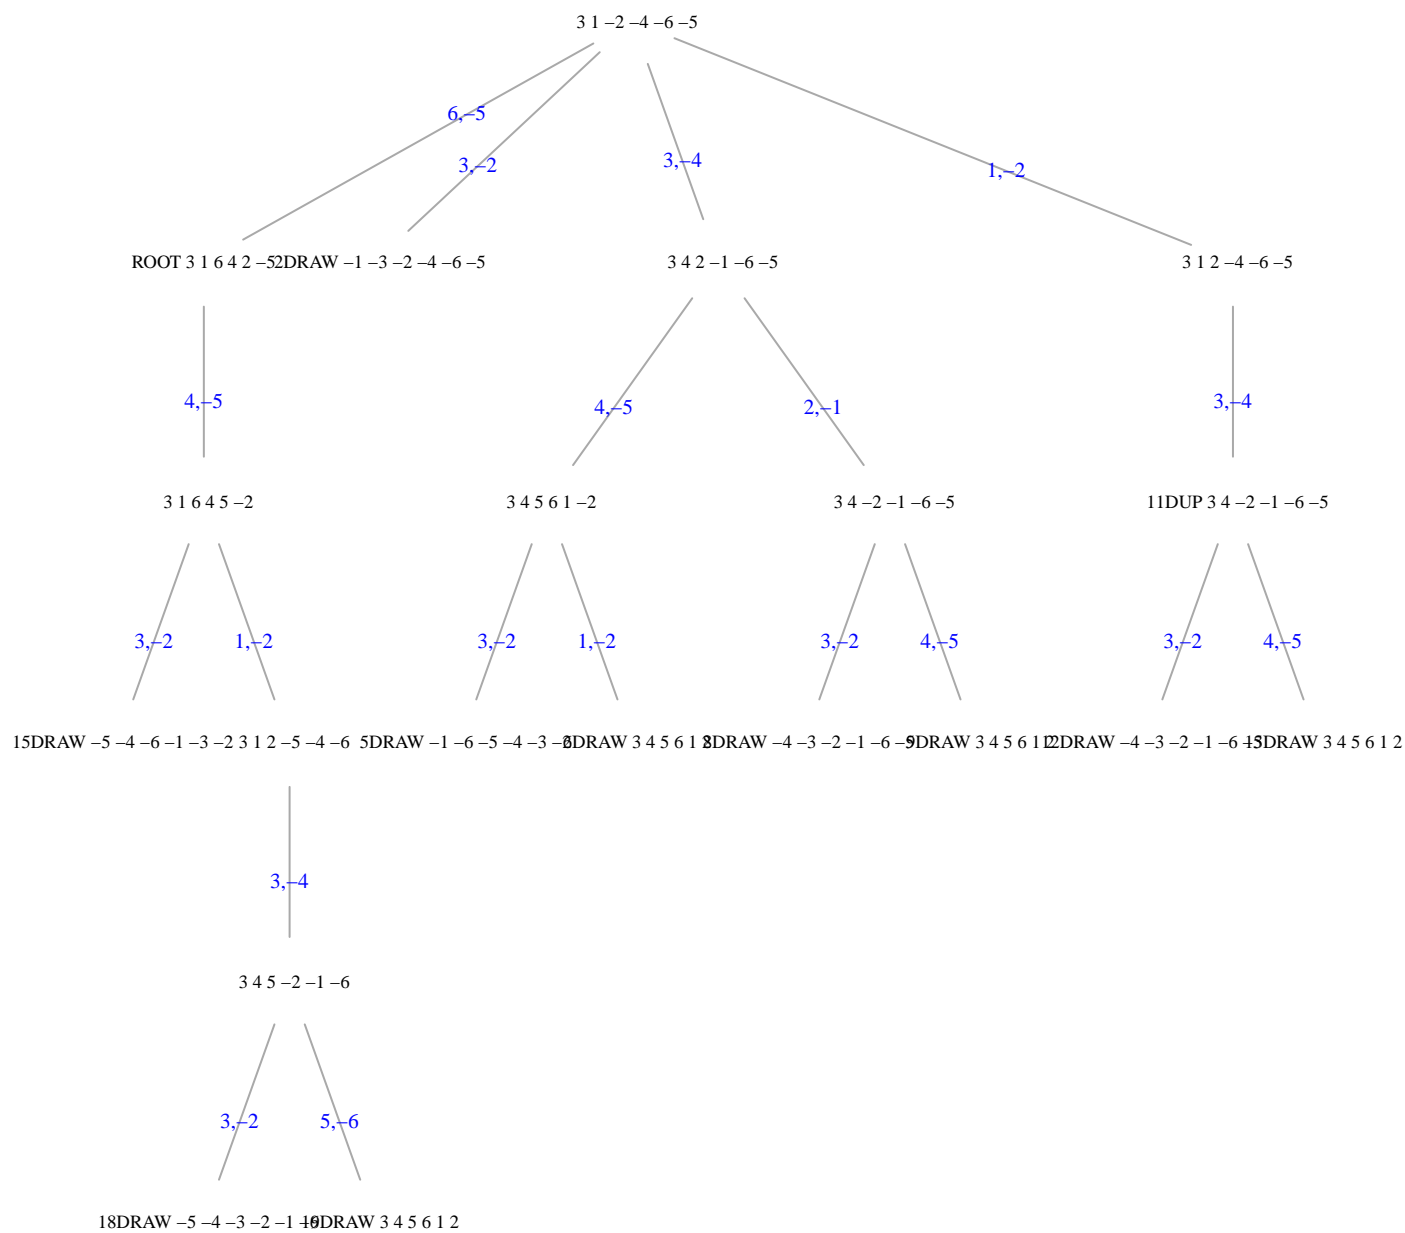 3 1 –2 –4 –6 –5
6,–5
3,–2
3,–4
1,–2
ROOT 3 1 6 4 2 –5 2DRAW –1 –3 –2 –4 –6 –5 3 4 2 –1 –6 –5 3 1 2 –4 –6 –5
4,–5 4,–5 2,–1 3,–4
3 1 6 4 5 –2 3 4 5 6 1 –2 3 4 –2 –1 –6 –5 11DUP 3 4 –2 –1 –6 –5
3,–2 1,–2 3,–2 1,–2 3,–2 4,–5 3,–2 4,–5
15DRAW –5 –4 –6 –1 –3 –2 3 1 2 –5 –4 –6 5DRAW –1 –6 –5 –4 –3 –2 6DRAW 3 4 5 6 1 2 8DRAW –4 –3 –2 –1 –6 –5 9DRAW 3 4 5 6 1 2 12DRAW –4 –3 –2 –1 –6 –5 13DRAW 3 4 5 6 1 2
3,–4
3 4 5 –2 –1 –6
3,–2 5,–6
18DRAW –5 –4 –3 –2 –1 –6 19DRAW 3 4 5 6 1 2